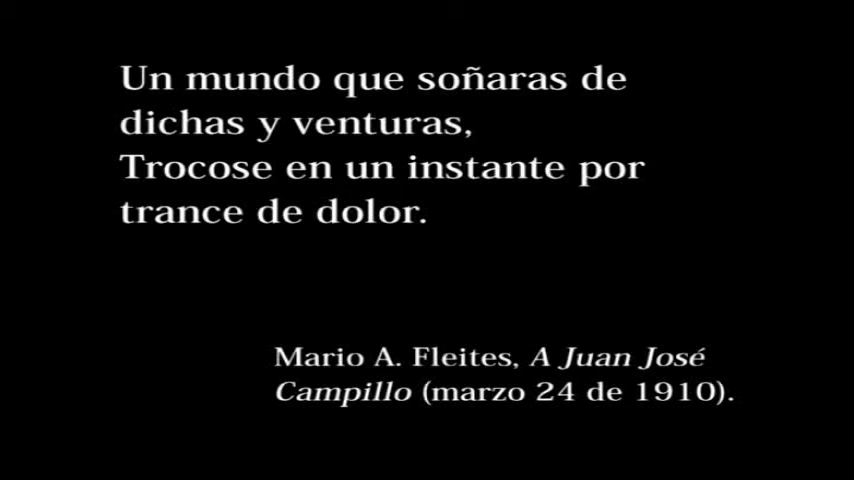 Un mundo que soñaras de
dichas y venturas,
Trocose en un instante por
trance de dolor.
Mario A. Fleites, A Juan José
Campillo (marzo 24 de 1910).